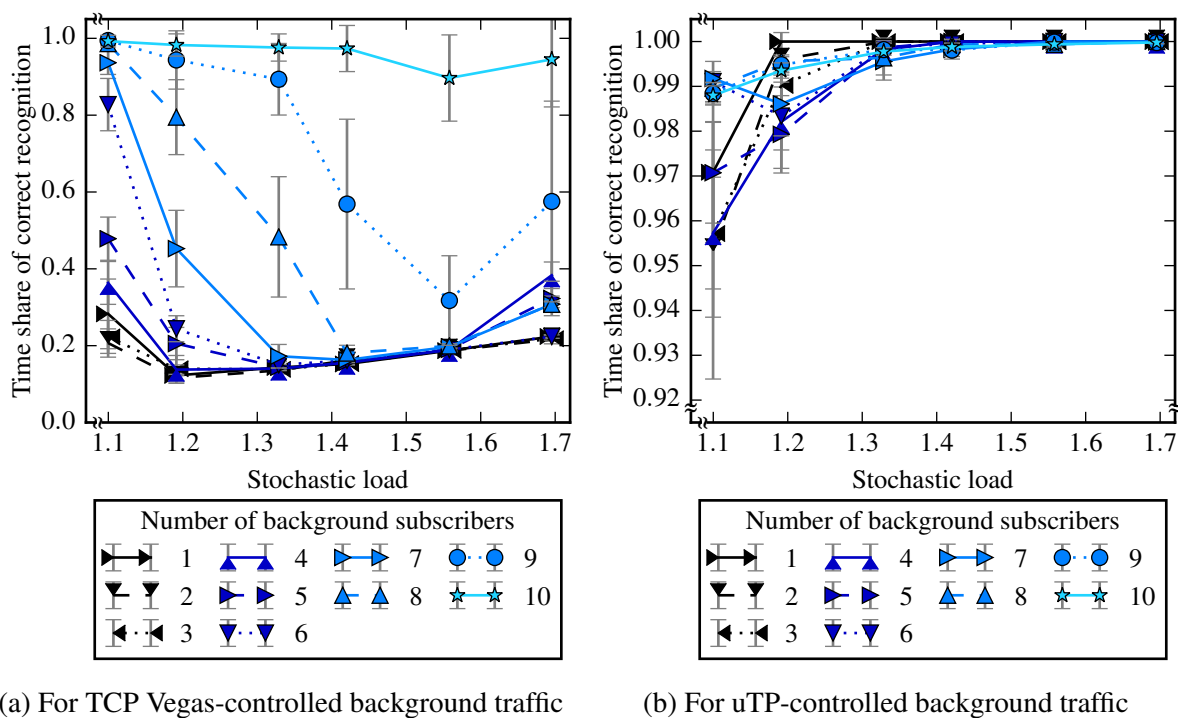 Time share of correct recognition
1.0
0.8
0.6
0.4
0.2
0.0
1.1 1.2 1.3 1.4 1.5 1.6 1.7
Stochastic load
Number of background subscribers
1 4 7 9
2 5 8 10
3 6
(a) For TCP Vegas-controlled background traffic
Time share of correct recognition
1.00
0.99
0.98
0.97
0.96
0.95
0.94
0.93
0.92
1.1 1.2 1.3 1.4 1.5 1.6 1.7
Stochastic load
Number of background subscribers
1 4 7 9
2 5 8 10
3 6
(b) For uTP-controlled background traffic